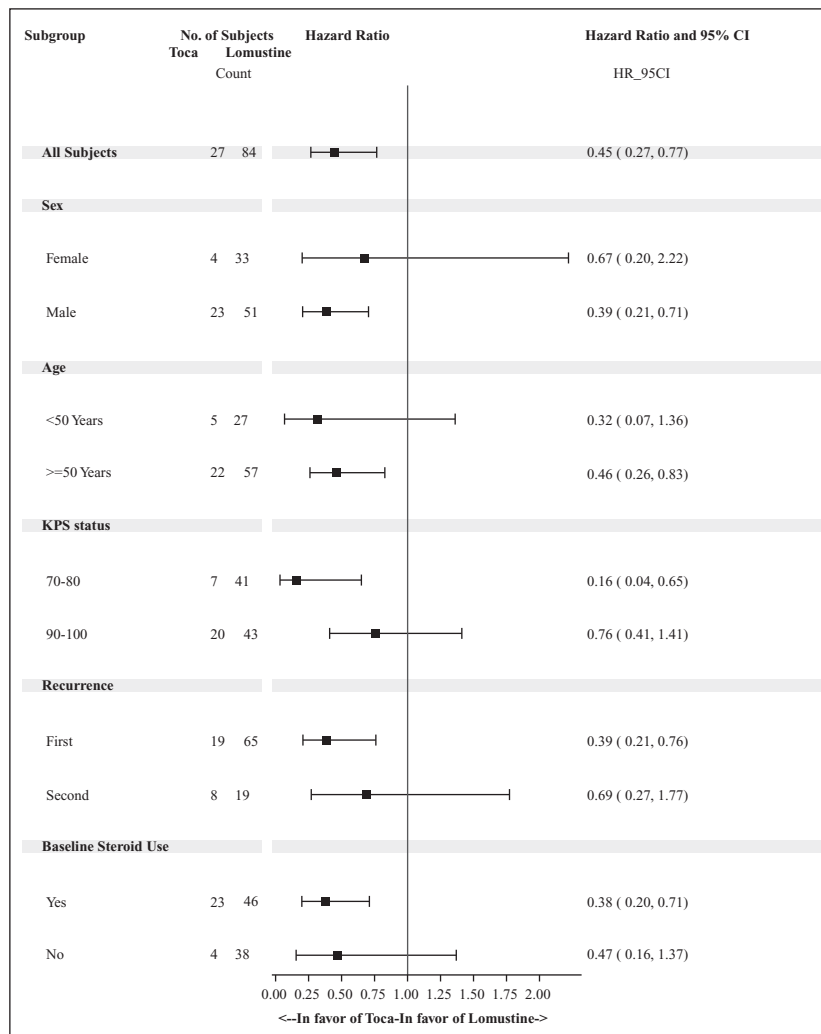 Subgroup No. of Subjects Hazard Ratio Hazard Ratio and 95% CI
Toca Lomustine
Count HR_95CI
All Subjects 27 84 0.45 ( 0.27, 0.77)
Sex
Female 4 33 0.67 ( 0.20, 2.22)
Male 23 51 0.39 ( 0.21, 0.71)
Age
<50 Years 5 27 0.32 ( 0.07, 1.36)
>=50 Years 22 57 0.46 ( 0.26, 0.83)
KPS status
70-80 7 41 0.16 ( 0.04, 0.65)
90-100 20 43 0.76 ( 0.41, 1.41)
Recurrence
First 19 65 0.39 ( 0.21, 0.76)
Second 8 19 0.69 ( 0.27, 1.77)
Baseline Steroid Use
Yes 23 46 0.38 ( 0.20, 0.71)
No 4 38 0.47 ( 0.16, 1.37)
0.00 0.25 0.50 0.75 1.00 1.25 1.50 1.75 2.00
<--In favor of Toca-In favor of Lomustine->